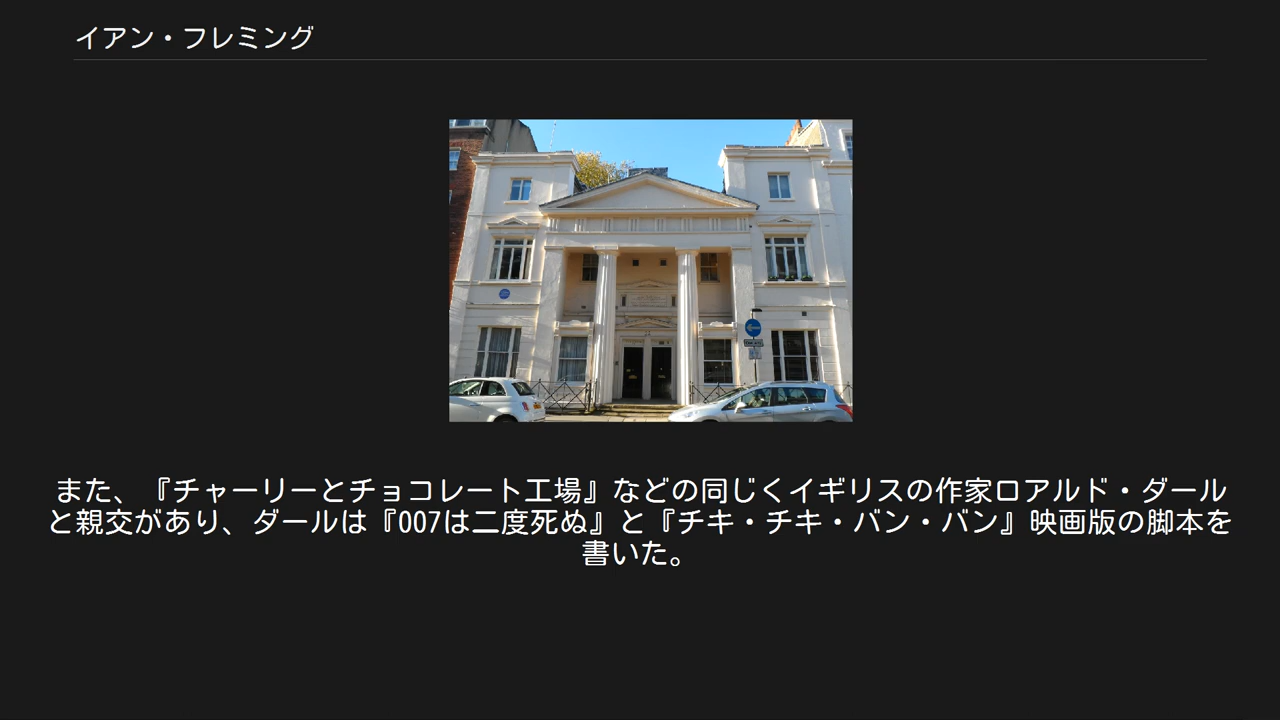 イアン・フレミング
また、『チャーリーとチョコレート工場』などの同じくイギリスの作家ロアルド・ダール
と親交があり、ダールは『007は二度死ぬ』と『チキ・チキ・バン・バン』映画版の脚本を
書いた。